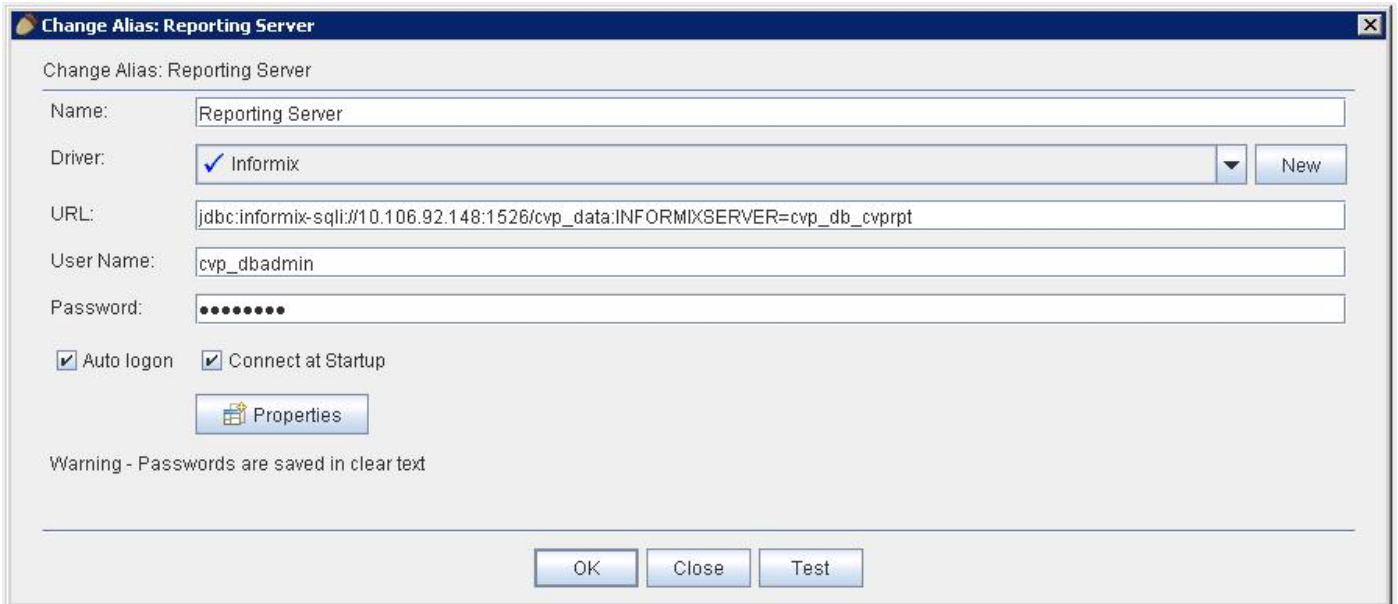 Change Alias: Reporting Server
Change Alias: Reporting Server
Name: Reporting Server
Driver: Informix New
URL: jdbc:informix-sqli://10.106.92.148:1526/cvp_data:INFORMIXSERVER=cvp_db_cvprpt
User Name: cvp_dbadmin
Password: ●●●●●●●●
Auto logon Connect at Startup
Properties
Warning - Passwords are saved in clear text
OK Close Test